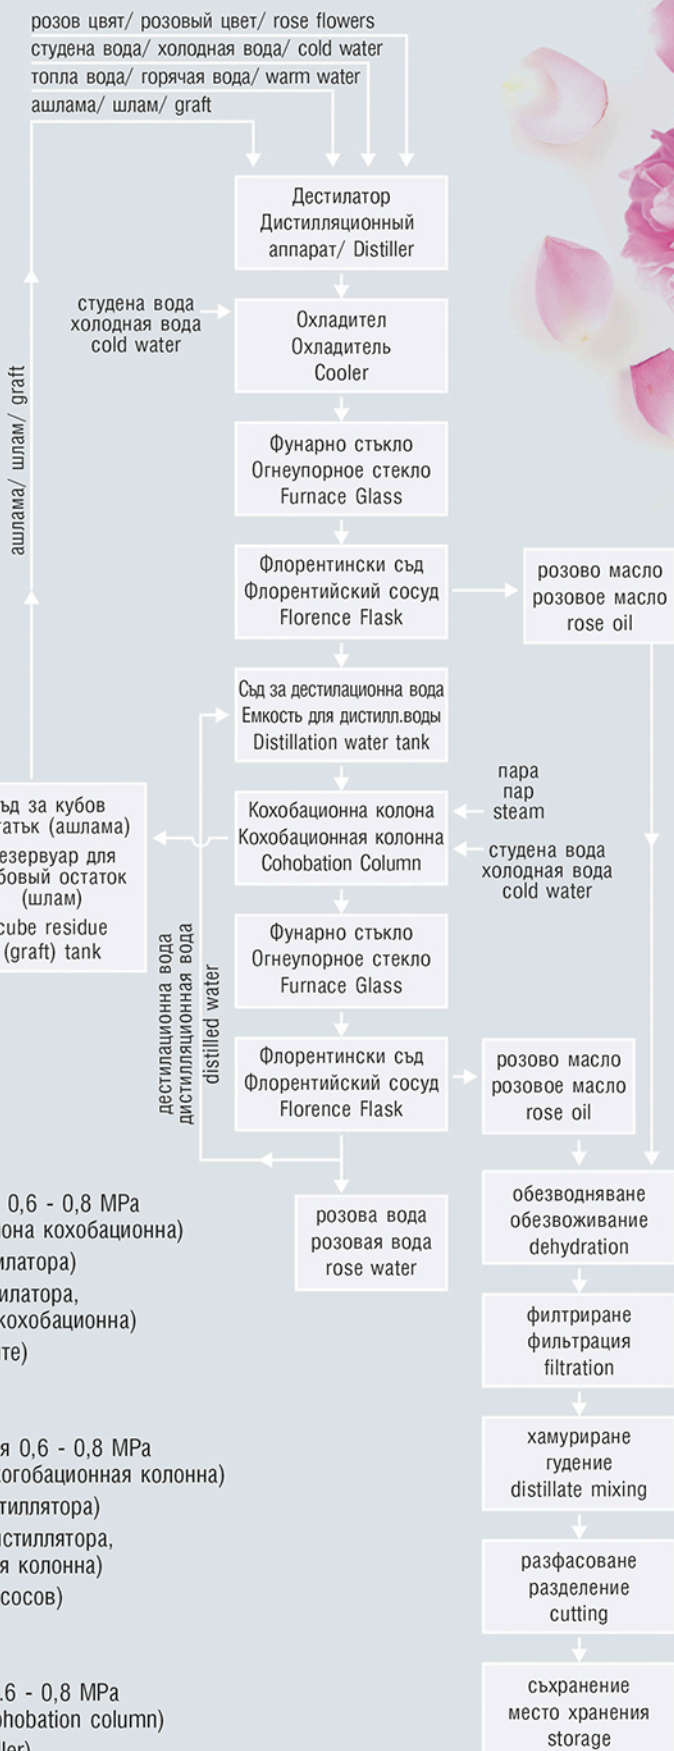 розов цвят/ розовый цвет/ rose flowers
студена вода/ холодная вода/ cold water
топла вода/ горячая вода/ warm water
ашлама/ шлам/ graft
Дестилатор
Дистилляционный
аппарат/ Distiller
студена вода
холодная вода
cold water
Охладител
Охладитель
Cooler
ашлама/ шлам/ graft
Фунарно стъкло
Огнеупорное стекло
Furnace Glass
Флорентински съд
Флорентийский сосуд
Florence Flask
розово масло
розовое масло
rose oil
Съд за дестилационна вода
Емкость для дистилл.воды
Distillation water tank
пара
пар
steam
Кохобационна колона
Кохобационная колонна
Cohobation Column
студена вода
холодная вода
cold water
ъд за кубов
татък (ашлама)
езервуар для
бовый остаток
(шлам)
cube residue
(graft) tank
дестилационна вода
дистилляционная вода
distilled water
Фунарно стъкло
Огнеупорное стекло
Furnace Glass
Флорентински съд
Флорентийский сосуд
Florence Flask
розово масло
розовое масло
rose oil
розова вода
розовая вода
rose water
обезводняване
обезвоживание
dehydration
филтриране
фильтрация
filtration
хамуриране
гудение
distillate mixing
разфасоване
разделение
cutting
съхранение
место хранения
storage
0,6 - 0,8 MPa
она кохобационна)
илатора)
илатора,
кохобационна)
те)
я 0,6 - 0,8 MPa
когобационная колонна)
тиллятора)
истиллятора,
я колонна)
сосов)
.6 - 0,8 MPa
ohobation column)
ller)